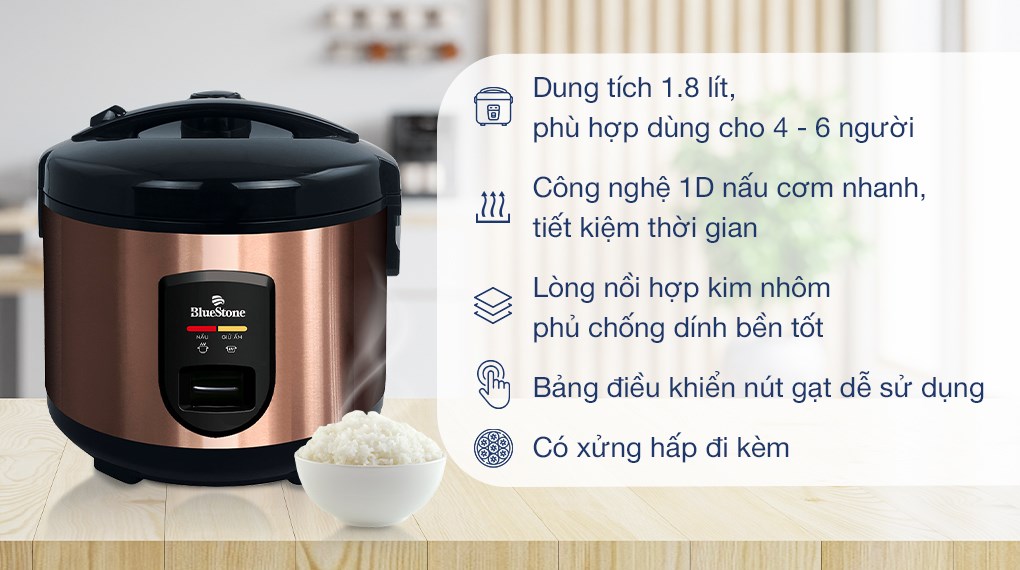 BlueStone
NẤU GIỮ ẤM
Dung tích 1.8 lít,
phù hợp dùng cho 4 - 6 người
Công nghệ 1D nấu cơm nhanh,
tiết kiệm thời gian
Lòng nồi hợp kim nhôm
phủ chống dính bền tốt
Bảng điều khiển nút gạt dễ sử dụng
Có xửng hấp đi kèm